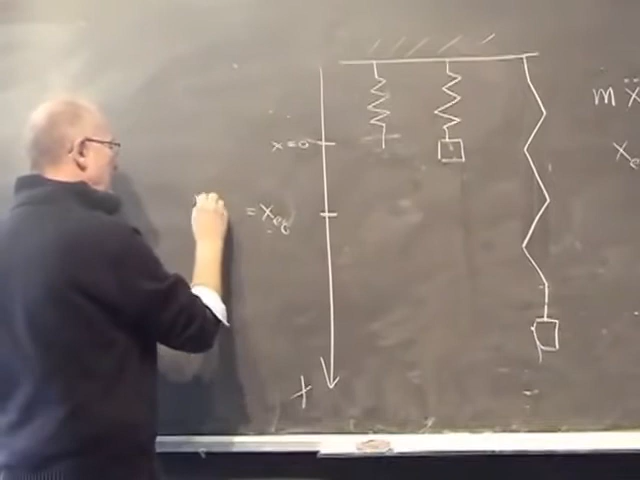 x=0
= x_eq
X
m ẍ
x_e